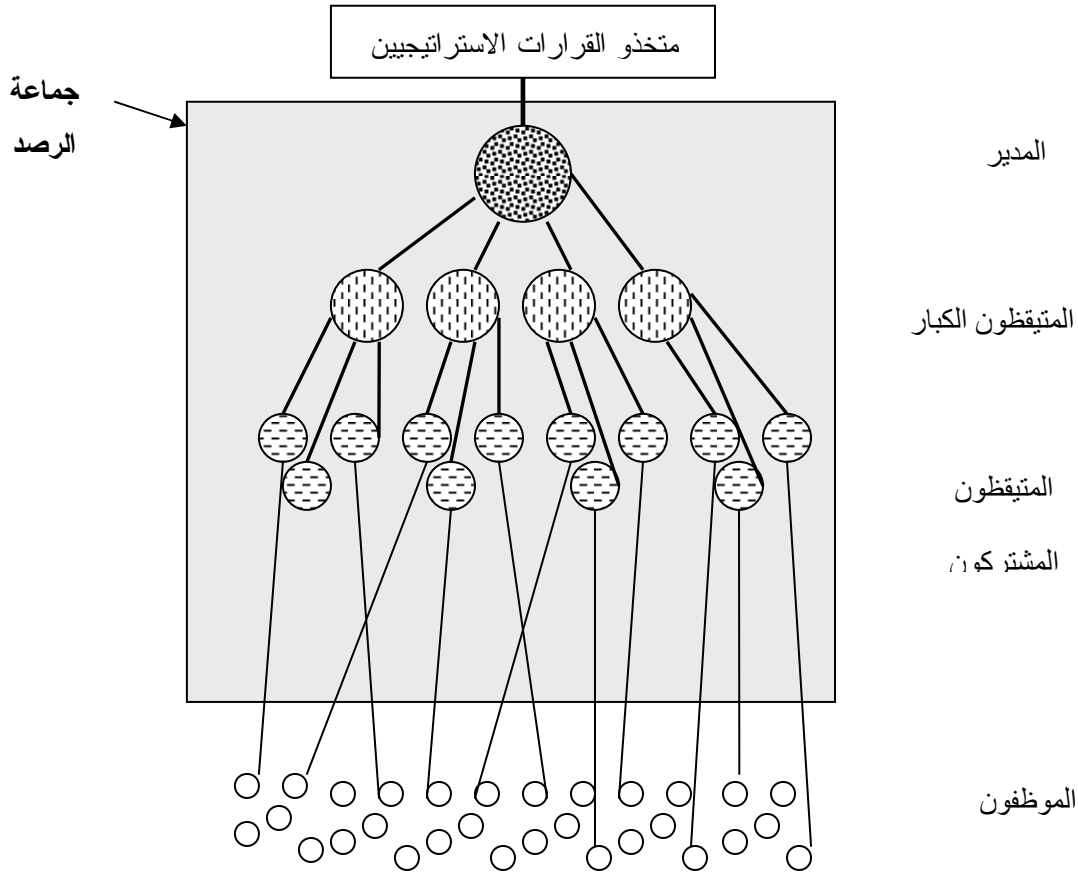 متخذو القرارات الاستراتيجيين
جماعة
الرصد
المدير
المتيقظون الكبار
المتيقظون
المشتركون
الموظفون